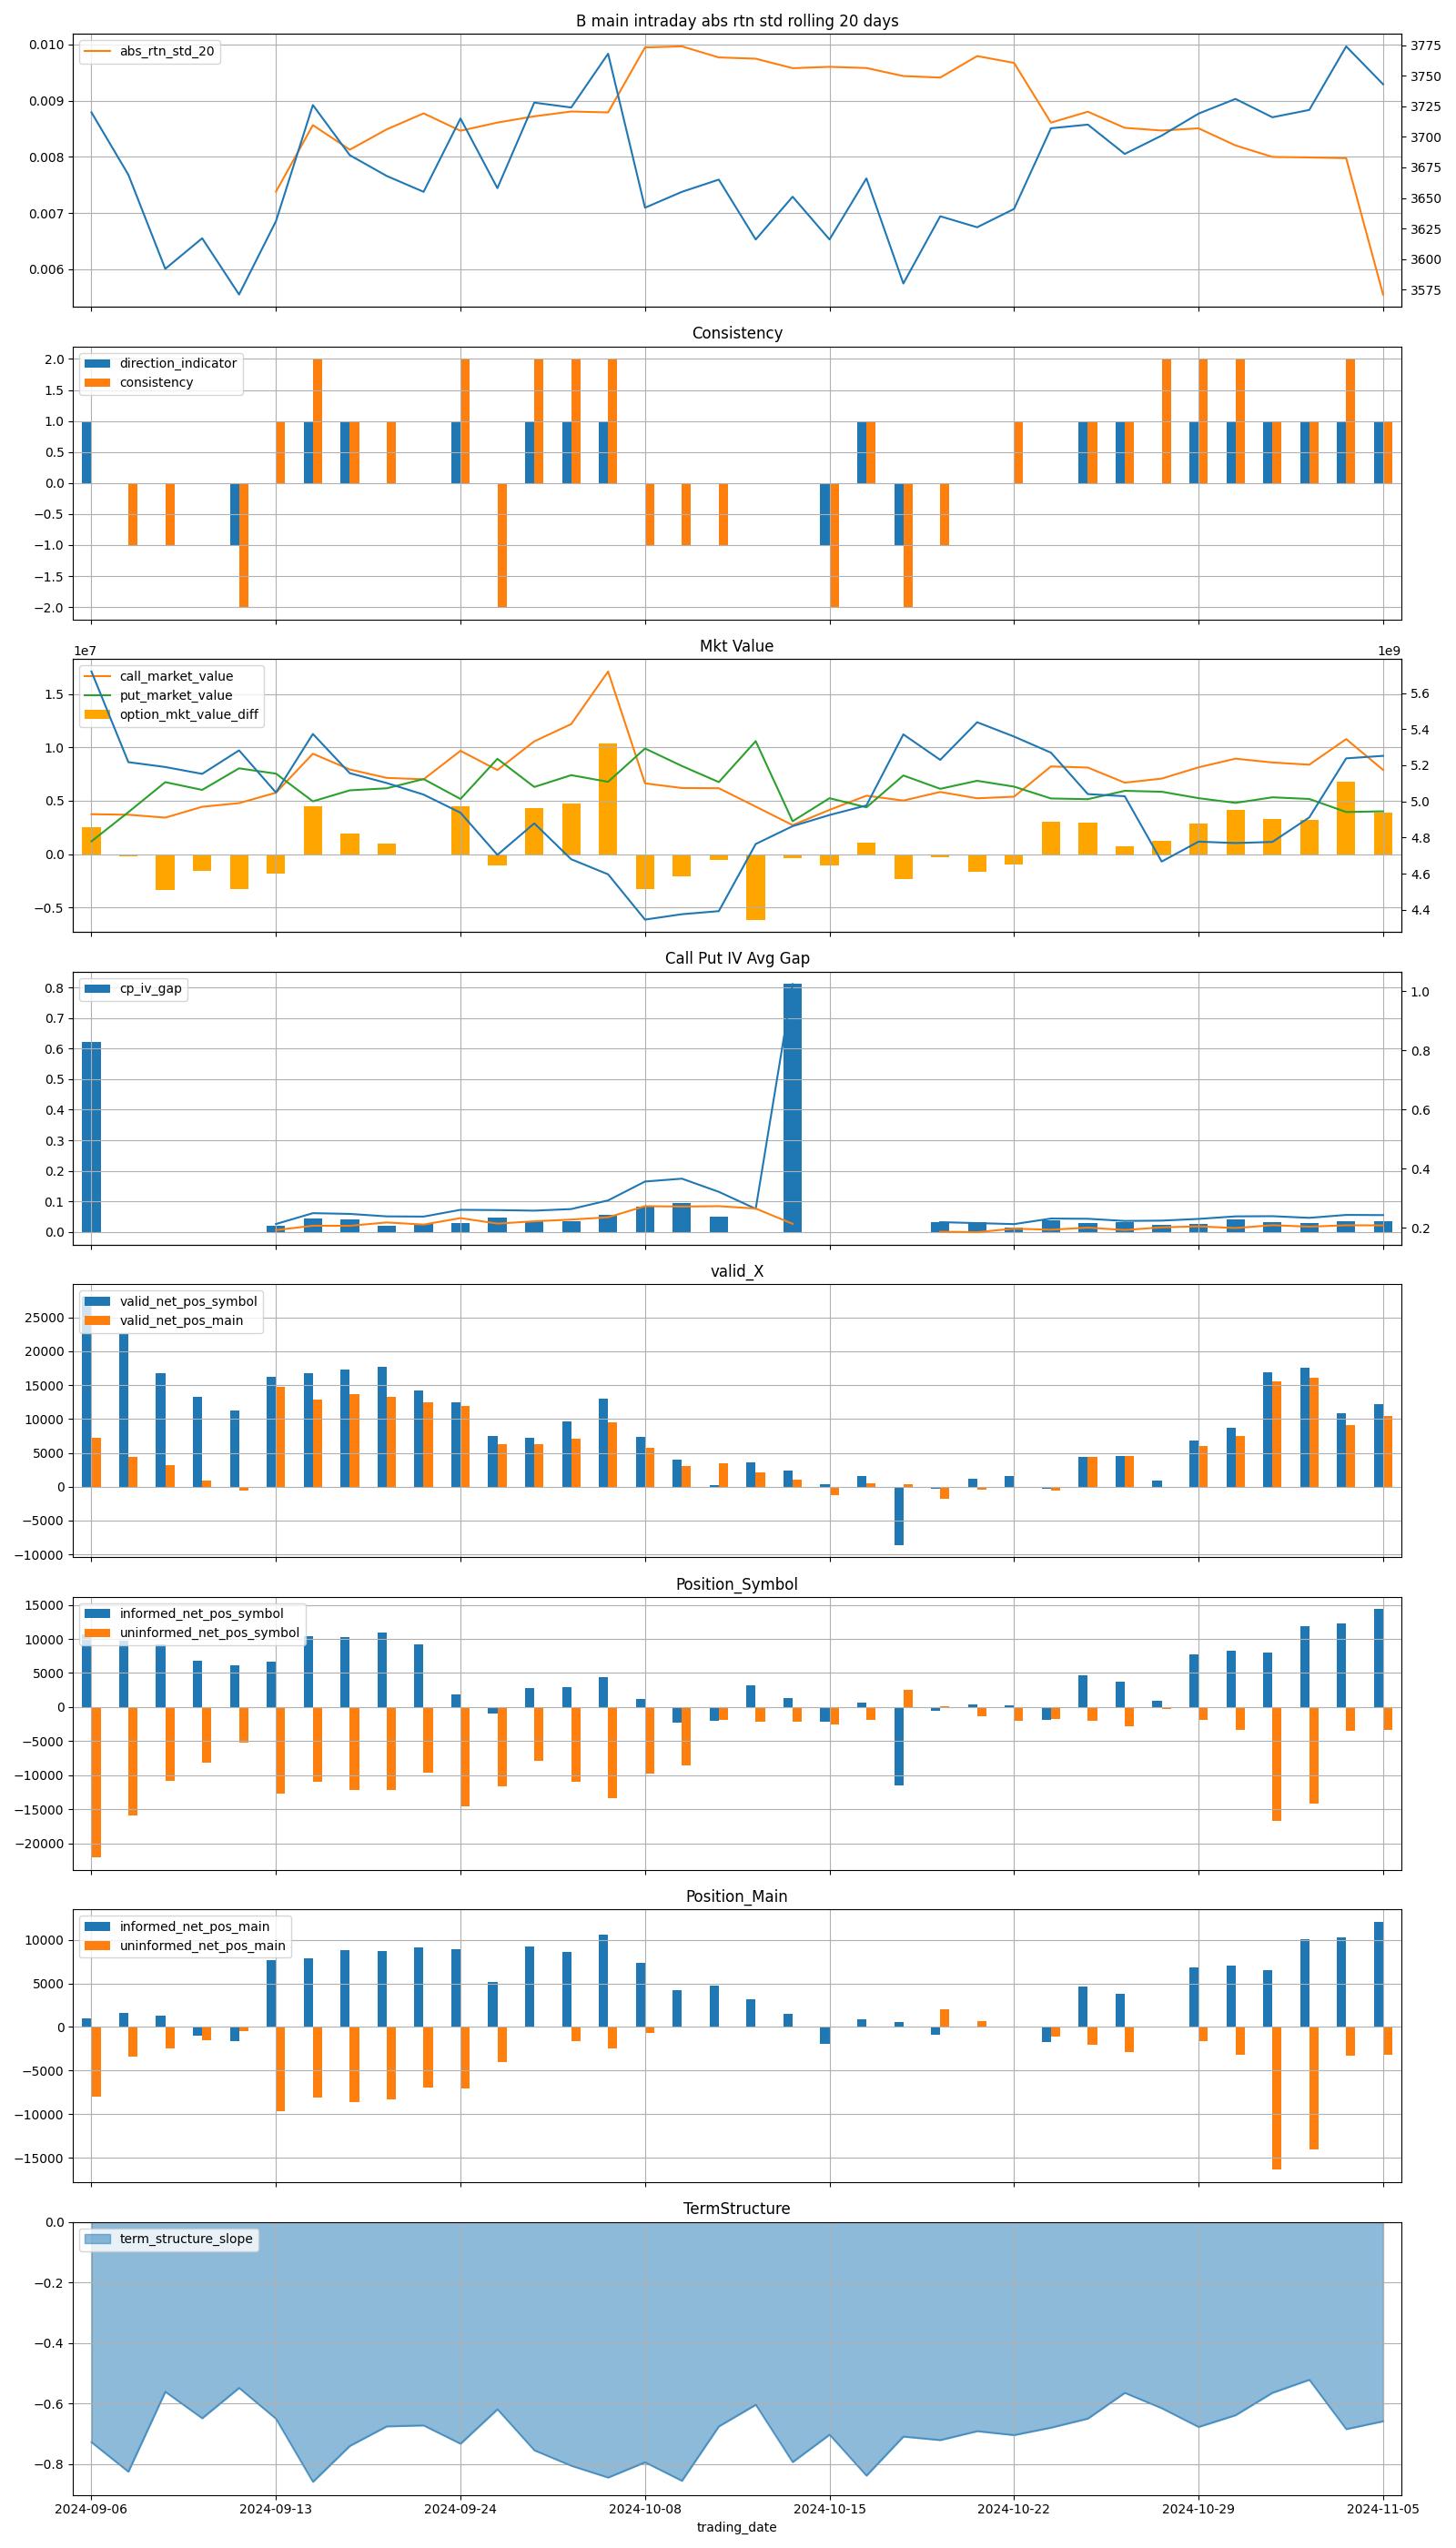 B main intraday abs rtn std rolling 20 days
abs_rtn_std_20
0.010
0.009
0.008
0.007
0.006
3775
3750
3725
3700
3675
3650
3625
3600
3575
Consistency
direction_indicator
consistency
2.0
1.5
1.0
0.5
0.0
−0.5
−1.0
−1.5
−2.0
Mkt Value
1e7
1e9
call_market_value
put_market_value
option_mkt_value_diff
1.5
1.0
0.5
0.0
−0.5
5.6
5.4
5.2
5.0
4.8
4.6
4.4
Call Put IV Avg Gap
cp_iv_gap
0.8
0.7
0.6
0.5
0.4
0.3
0.2
0.1
0.0
1.0
0.8
0.6
0.4
0.2
valid_X
valid_net_pos_symbol
valid_net_pos_main
25000
20000
15000
10000
5000
0
−5000
−10000
Position_Symbol
informed_net_pos_symbol
uninformed_net_pos_symbol
15000
10000
5000
0
−5000
−10000
−15000
−20000
Position_Main
informed_net_pos_main
uninformed_net_pos_main
10000
5000
0
−5000
−10000
−15000
TermStructure
term_structure_slope
0.0
−0.2
−0.4
−0.6
−0.8
2024-09-06 2024-09-13 2024-09-24 2024-10-08 2024-10-15 2024-10-22 2024-10-29 2024-11-05
trading_date